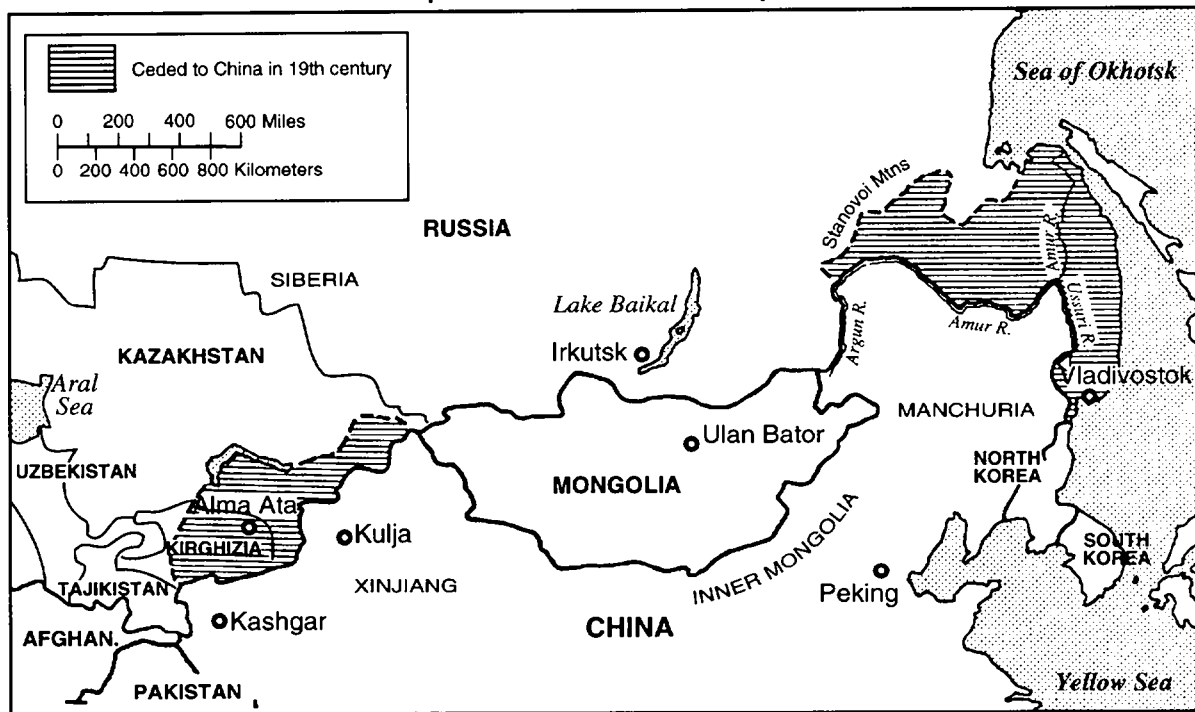 Ceded to China in 19th century
0 200 400 600 Miles
0 200 400 600 800 Kilometers
Sea of Okhotsk
Stanovoi Mtns
RUSSIA
SIBERIA
Lake Baikal
Irkutsk
Argun R.
Amur R.
Amur R.
Ussuri R.
KAZAKHSTAN
Aral
Sea
Vladivostok
MANCHURIA
Ulan Bator
UZBEKISTAN
MONGOLIA
NORTH
KOREA
Alma Ata
Kulja
KIRGHIZIA
SOUTH
KOREA
TAJIKISTAN
XINJIANG
INNER MONGOLIA
Peking
Kashgar
CHINA
AFGHAN.
PAKISTAN
Yellow Sea